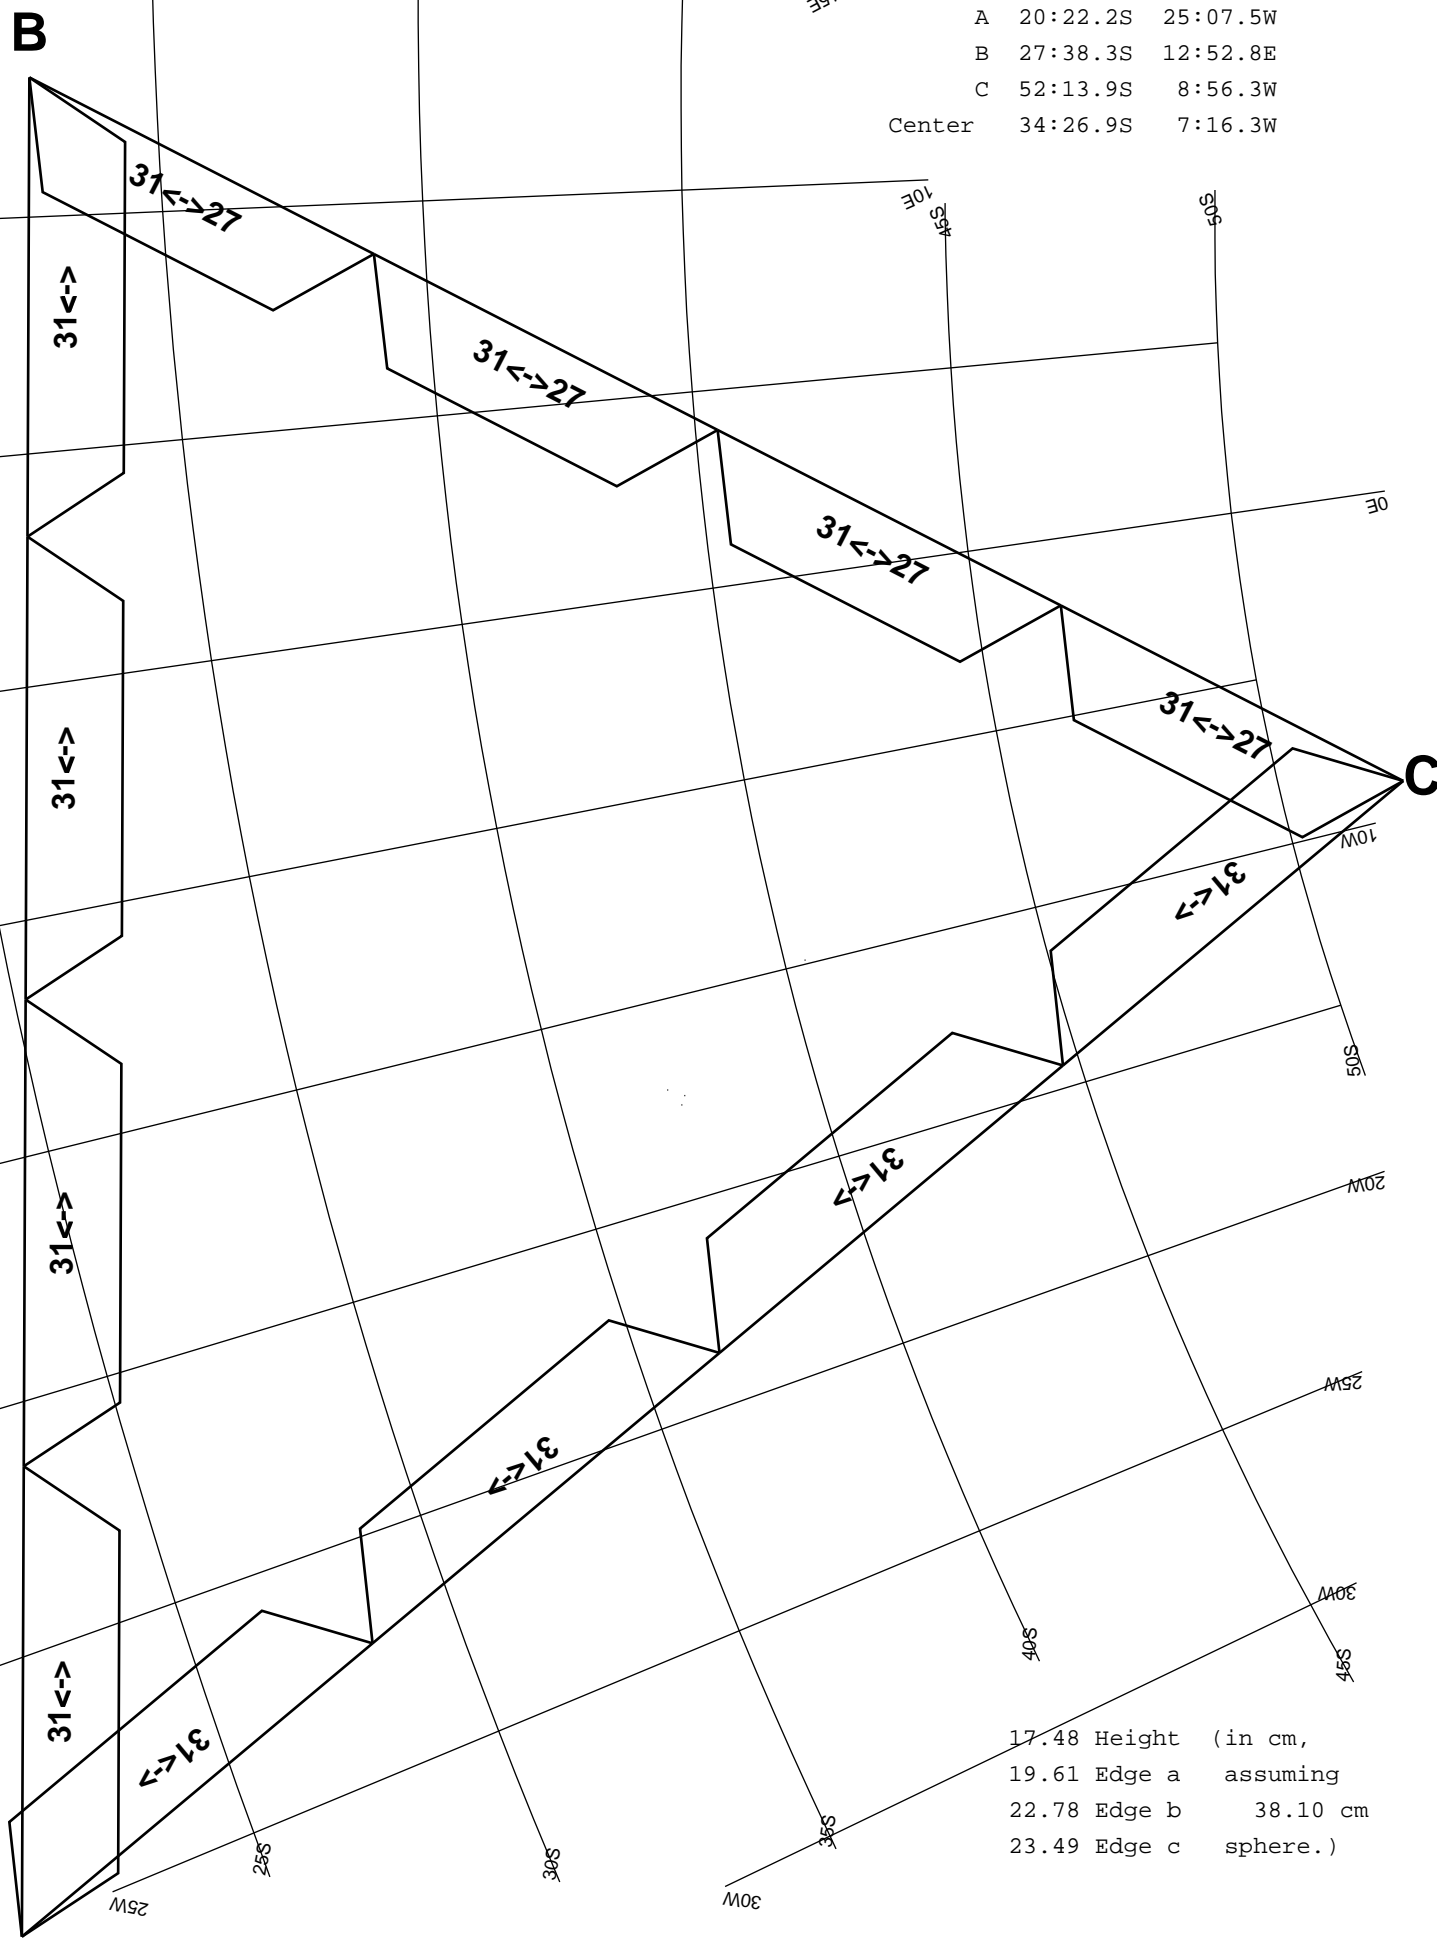 B
15E
A 20:22.2S 25:07.5W
B 27:38.3S 12:52.8E
C 52:13.9S 8:56.3W
Center 34:26.9S 7:16.3W
10E
45S
50S
31<->27
31<->
31<->27
0E
31<->27
31<->27
31<->
C
10W
31<->
50S
31<->
20W
31<->
25W
31<->
30W
40S
45S
31<->
31<->
17.48 Height (in cm,
19.61 Edge a assuming
22.78 Edge b 38.10 cm
23.49 Edge c sphere.)
25S
30S
35S
25W
30W